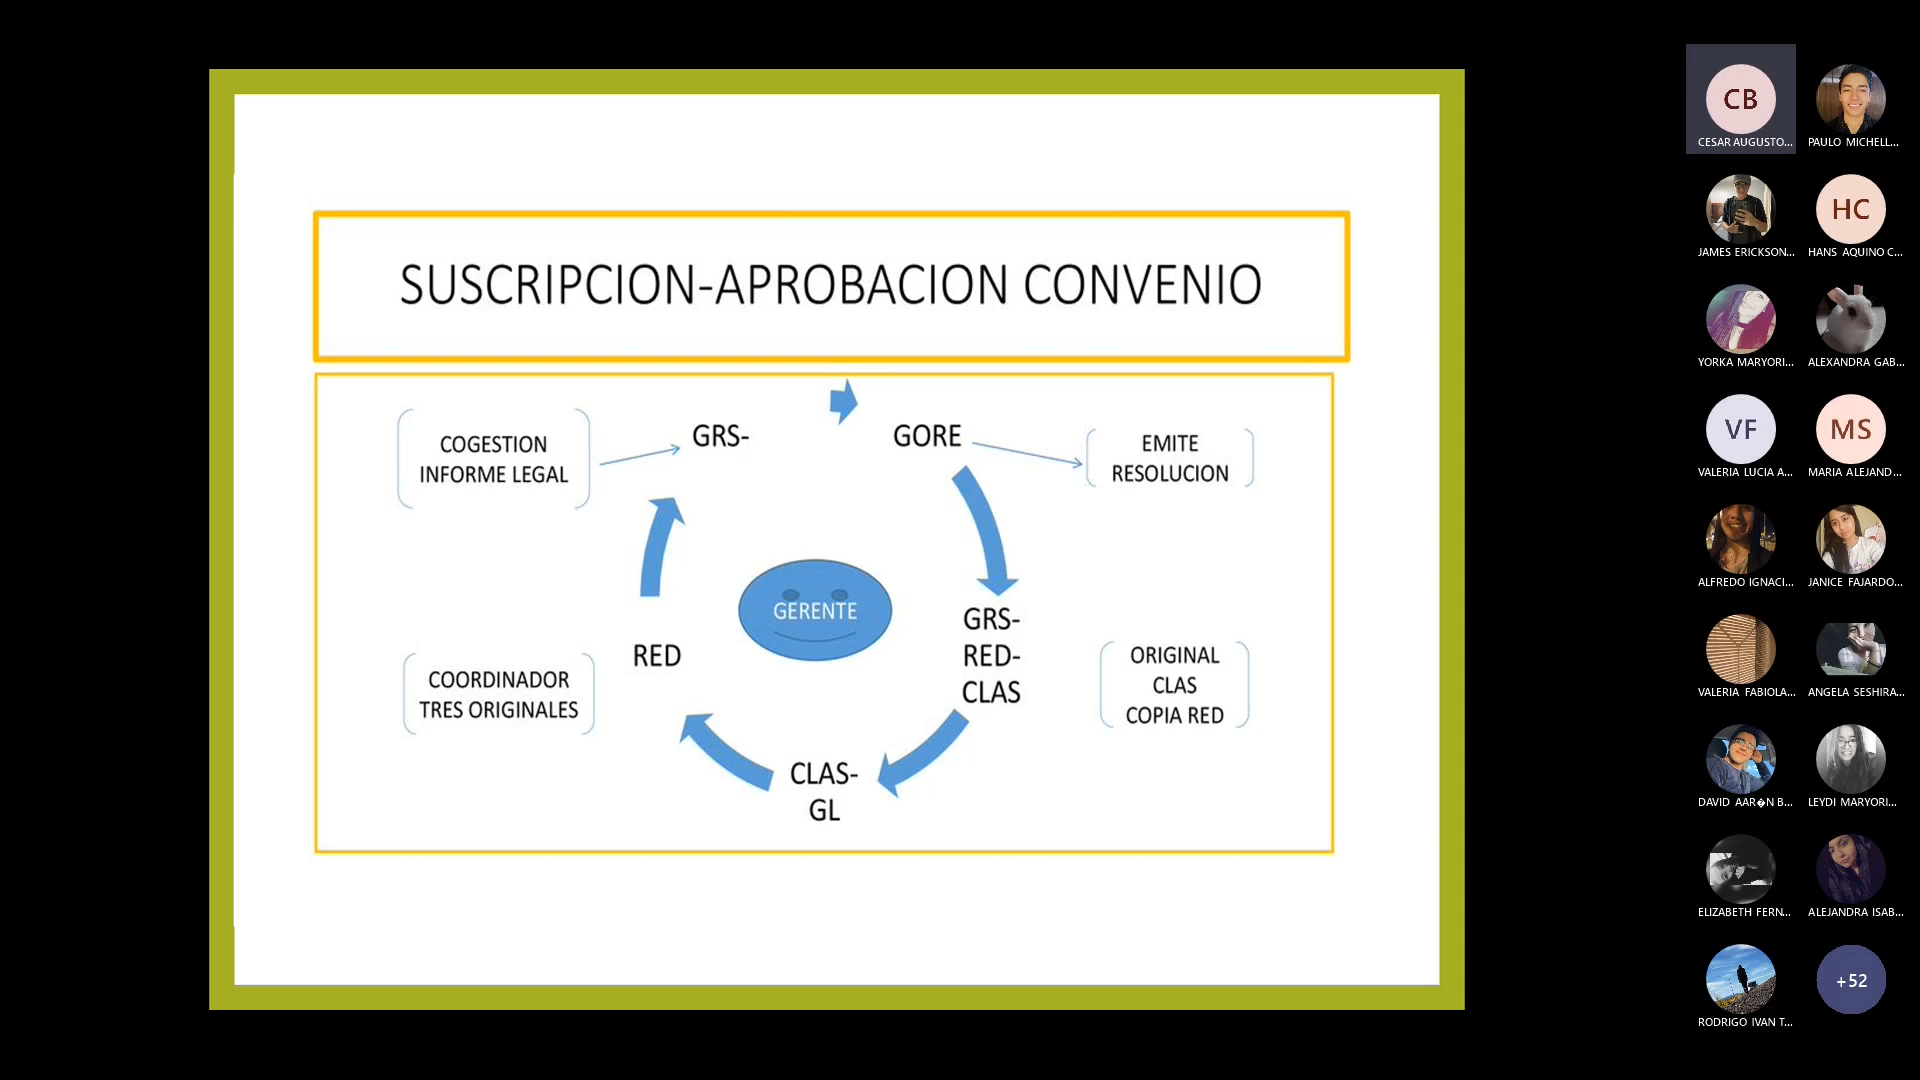 SUSCRIPCION-APROBACION CONVENIO
COGESTION
INFORME LEGAL
GRS-
GORE
EMITE
RESOLUCION
GERENTE
GRS-
RED-
CLAS
ORIGINAL
CLAS
COPIA RED
RED
COORDINADOR
TRES ORIGINALES
CLAS-
GL
CB
CESAR AUGUSTO...
PAULO MICHELL...
JAMES ERICKSON...
HC
HANS AQUINO C...
YORKA MARYORI...
ALEXANDRA GAB...
VF
VALERIA LUCIA A...
MS
MARIA ALEJAND...
ALFREDO IGNACI...
JANICE FAJARDO...
VALERIA FABIOLA...
ANGELA SESHIRA...
DAVID AAR�N B...
LEYDI MARYORI...
ELIZABETH FERN...
ALEJANDRA ISAB...
RODRIGO IVAN T...
+52